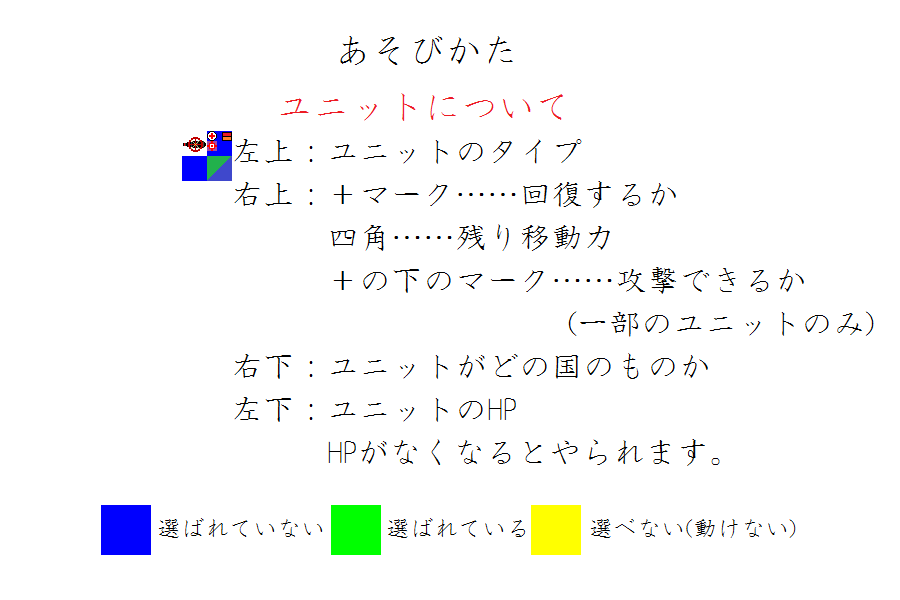 あそびかた
ユニットについて
左上：ユニットのタイプ
右上：＋マーク……回復するか
四角……残り移動力
＋の下のマーク……攻撃できるか
(一部のユニットのみ)
右下：ユニットがどの国のものか
左下：ユニットのHP
HPがなくなるとやられます。
選ばれていない 選ばれている 選べない(動けない)